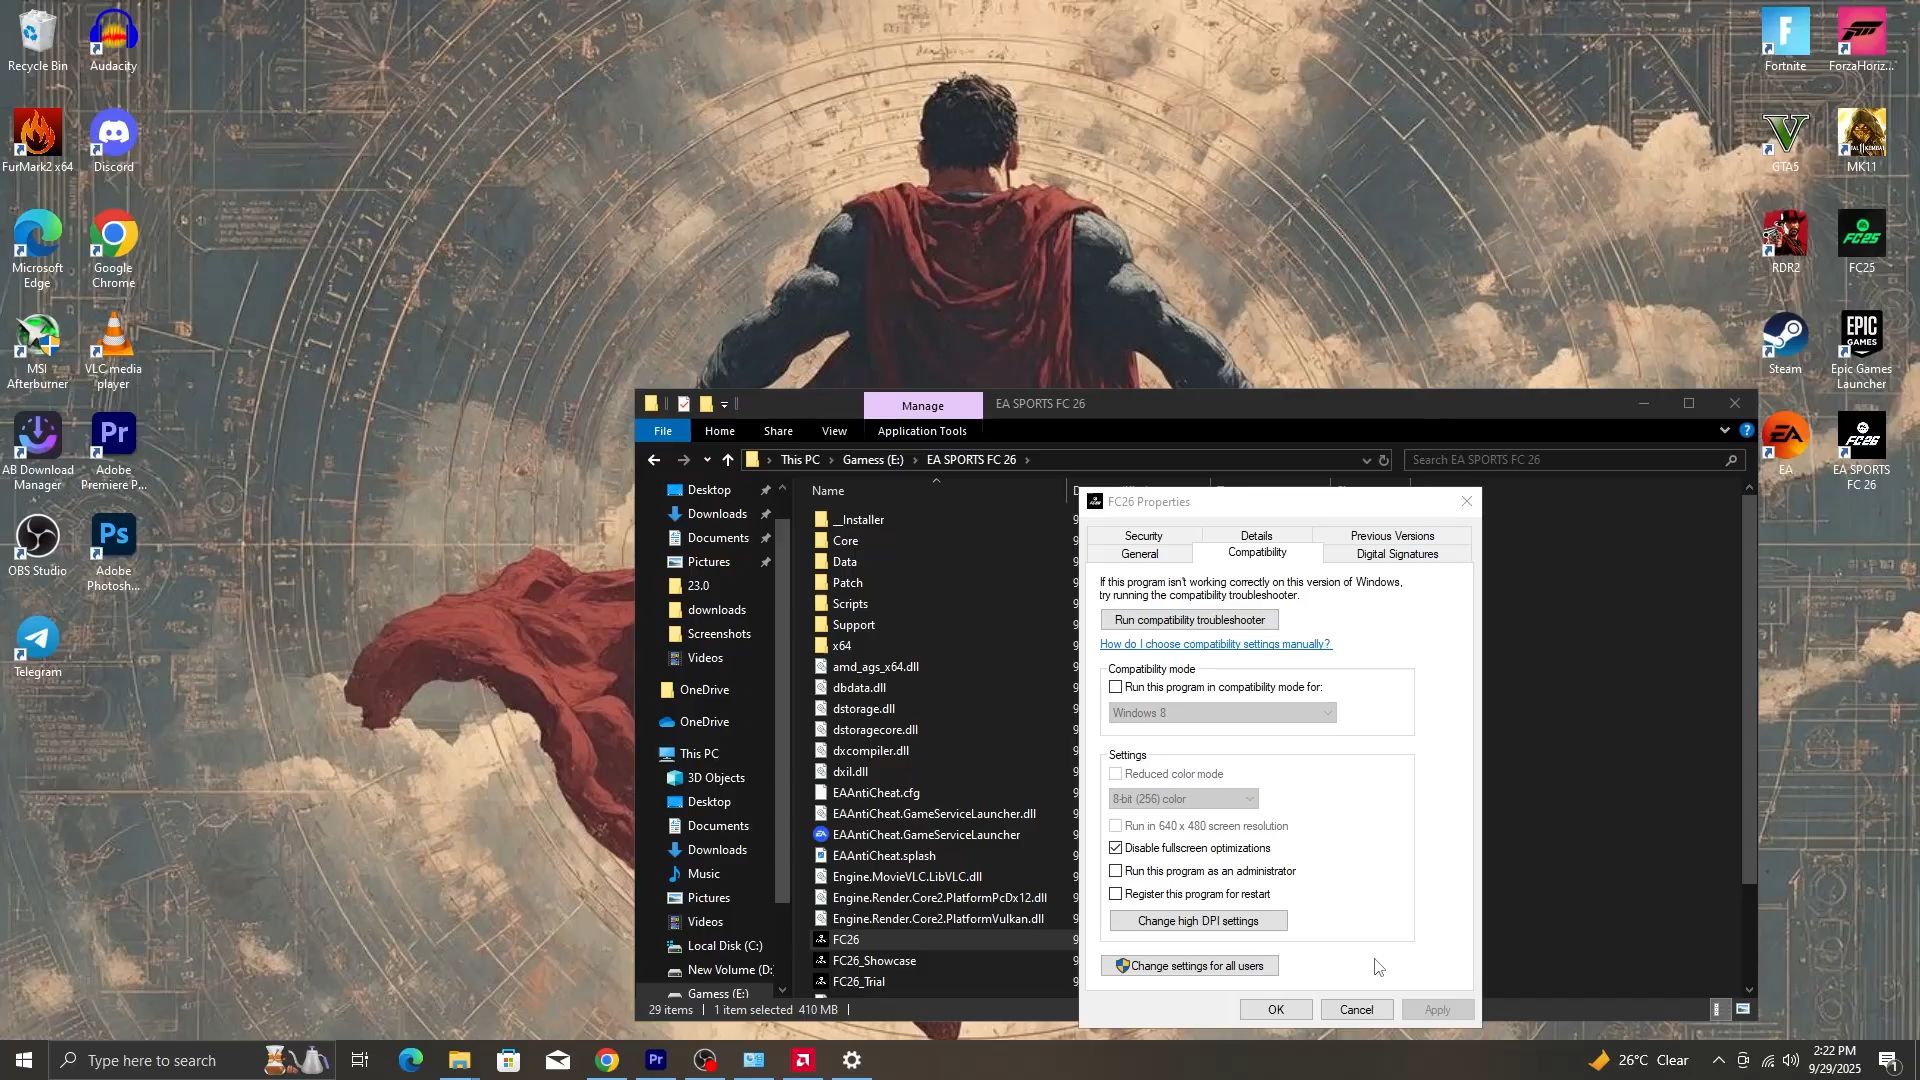 Recycle Bin
Audacity
FurMark2 x64
Discord
Microsoft
Edge
Google
Chrome
MSI
Afterburner
VLC media
player
AB Download
Manager
Pr
Adobe
Premiere P...
OBS Studio
Ps
Adobe
Photosh...
Telegram
Fortnite
ForzaHoriz...
GTA5
MK11
RDR2
FC25
FC25
Steam
EPIC
GAMES
Epic Games
Launcher
EA
EA
FC26
EA SPORTS
FC 26
Manage
EA SPORTS FC 26
File
Home
Share
View
Application Tools
This PC
Gamess (E:)
EA SPORTS FC 26
Search EA SPORTS FC 26
Desktop
Downloads
Documents
Pictures
23.0
downloads
Screenshots
Videos
OneDrive
OneDrive
This PC
3D Objects
Desktop
Documents
Downloads
Music
Pictures
Videos
Local Disk (C:)
New Volume (D:
Gamess (E:)
Name
__Installer
Core
Data
Patch
Scripts
Support
x64
amd_ags_x64.dll
dbdata.dll
dstorage.dll
dstoragecore.dll
dxcompiler.dll
dxil.dll
EAAntiCheat.cfg
EAAntiCheat.GameServiceLauncher.dll
EAAntiCheat.GameServiceLauncher
EAAntiCheat.splash
Engine.MovieVLC.LibVLC.dll
Engine.Render.Core2.PlatformPcDx12.dll
Engine.Render.Core2.PlatformVulkan.dll
FC26
FC26_Showcase
FC26_Trial
29 items
1 item selected 410 MB
FC26 Properties
Security
Details
Previous Versions
General
Compatibility
Digital Signatures
If this program isn't working correctly on this version of Windows,
try running the compatibility troubleshooter.
Run compatibility troubleshooter
How do I choose compatibility settings manually?
Compatibility mode
Run this program in compatibility mode for:
Windows 8
Settings
Reduced color mode
8-bit (256) color
Run in 640 x 480 screen resolution
Disable fullscreen optimizations
Run this program as an administrator
Register this program for restart
Change high DPI settings
Change settings for all users
OK
Cancel
Apply
Type here to search
Pr
26°C Clear
2:22 PM
9/29/2025
1